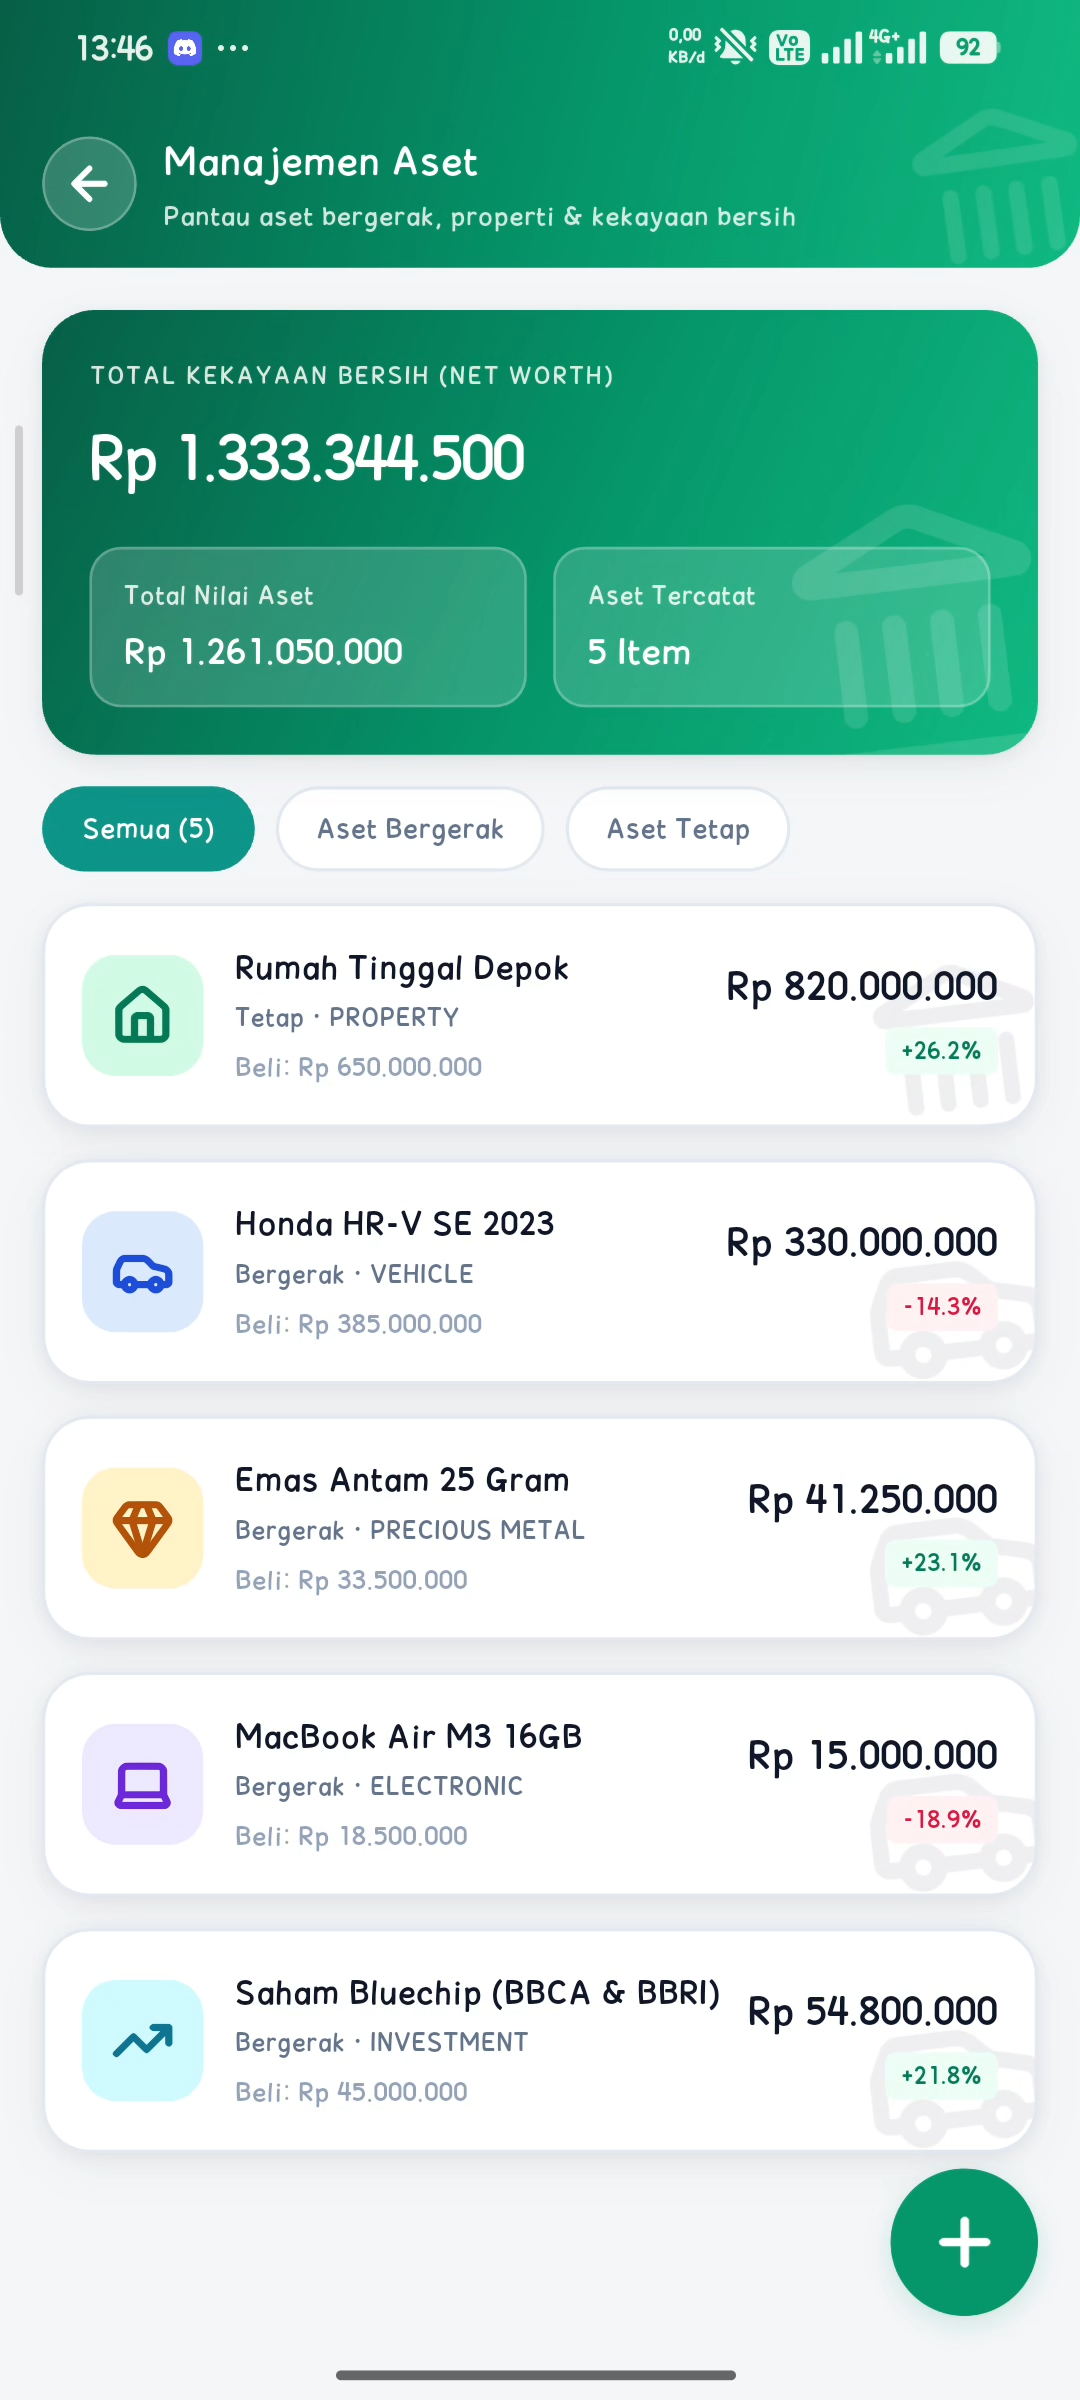 13:46
0,00
KB/d
Vo
LTE
4G+
92
Manajemen Aset
Pantau aset bergerak, properti & kekayaan bersih
TOTAL KEKAYAAN BERSIH (NET WORTH)
Rp 1.333.344.500
Total Nilai Aset
Rp 1.261.050.000
Aset Tercatat
5 Item
Semua (5)
Aset Bergerak
Aset Tetap
Rumah Tinggal Depok
Tetap · PROPERTY
Beli: Rp 650.000.000
Rp 820.000.000
+26.2%
Honda HR-V SE 2023
Bergerak · VEHICLE
Beli: Rp 385.000.000
Rp 330.000.000
-14.3%
Emas Antam 25 Gram
Bergerak · PRECIOUS METAL
Beli: Rp 33.500.000
Rp 41.250.000
+23.1%
MacBook Air M3 16GB
Bergerak · ELECTRONIC
Beli: Rp 18.500.000
Rp 15.000.000
-18.9%
Saham Bluechip (BBCA & BBRI)
Bergerak · INVESTMENT
Beli: Rp 45.000.000
Rp 54.800.000
+21.8%